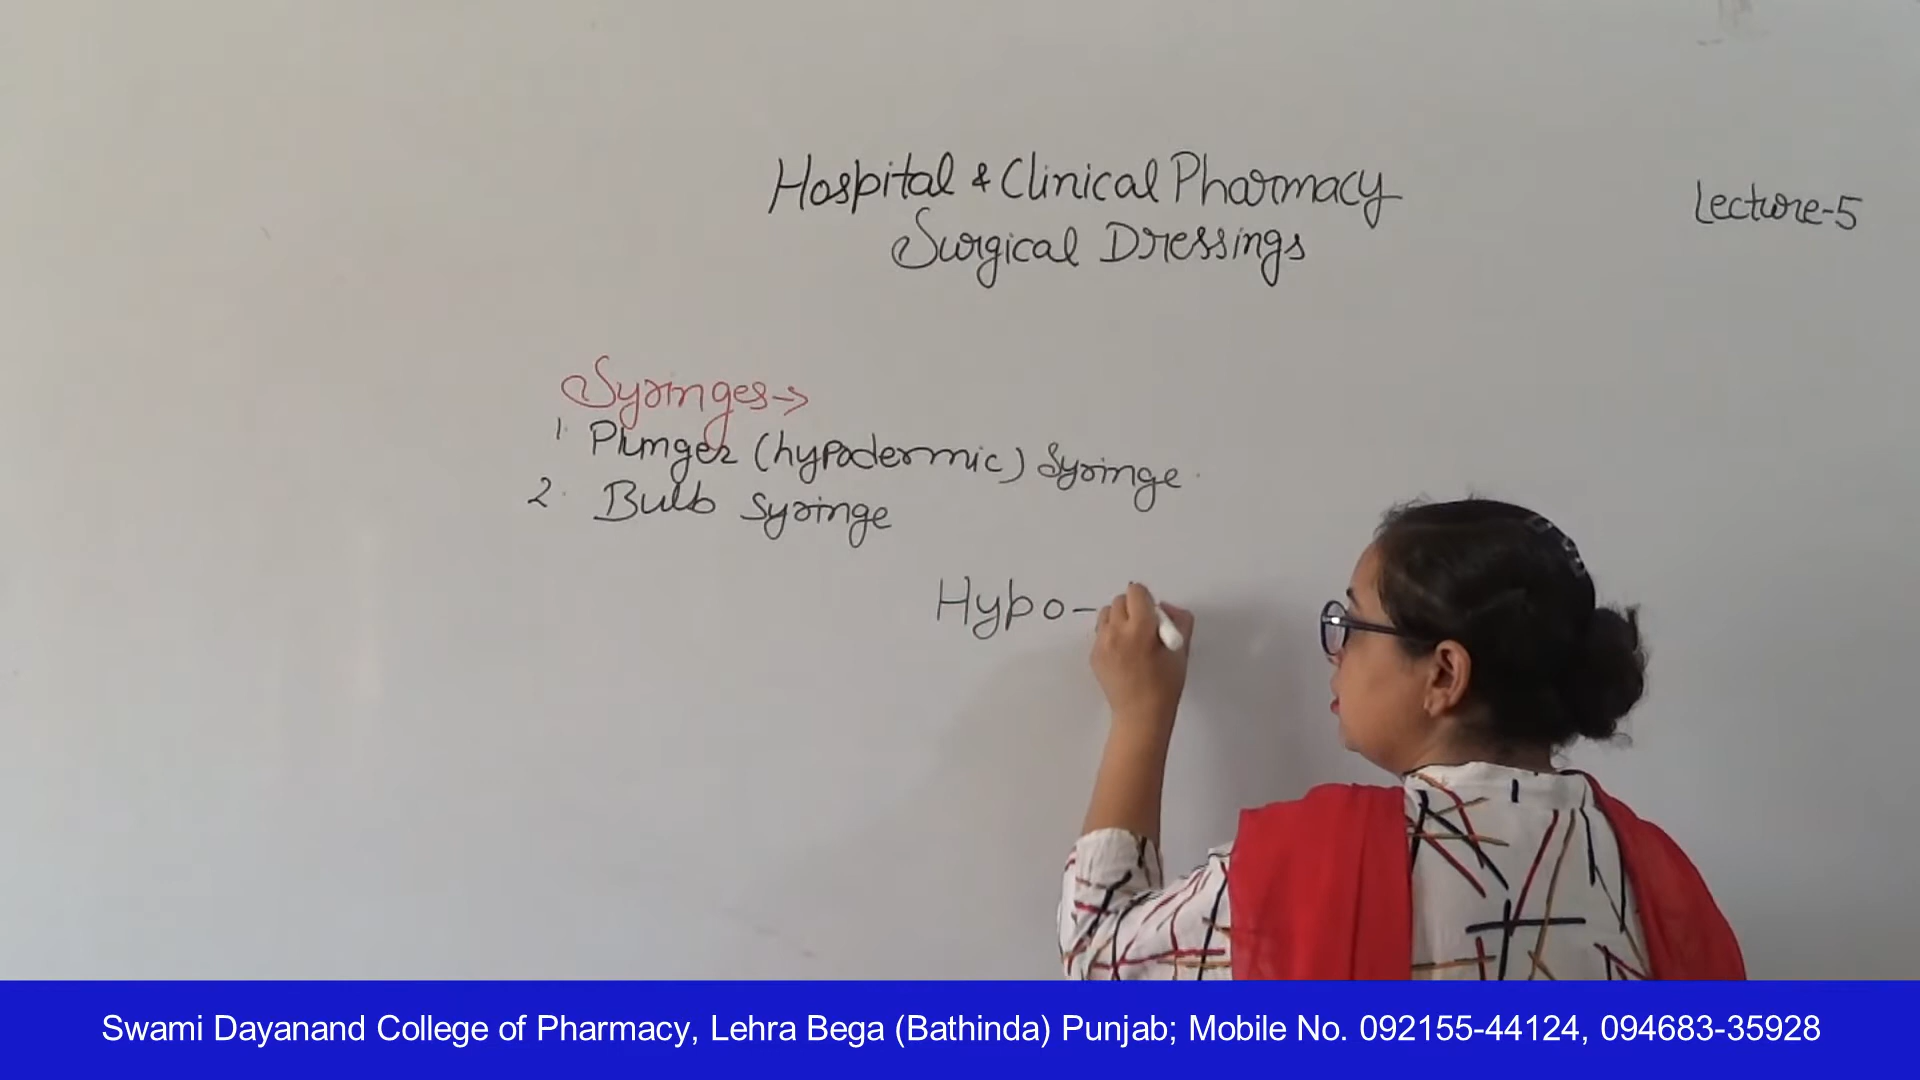 Hospital & Clinical Pharmacy
Lecture-5
Surgical Dressings
Syringes->
1. Plunger (hypodermic) Syringe.
2. Bulb Syringe
Hypo-
Swami Dayanand College of Pharmacy, Lehra Bega (Bathinda) Punjab; Mobile No. 092155-44124, 094683-35928